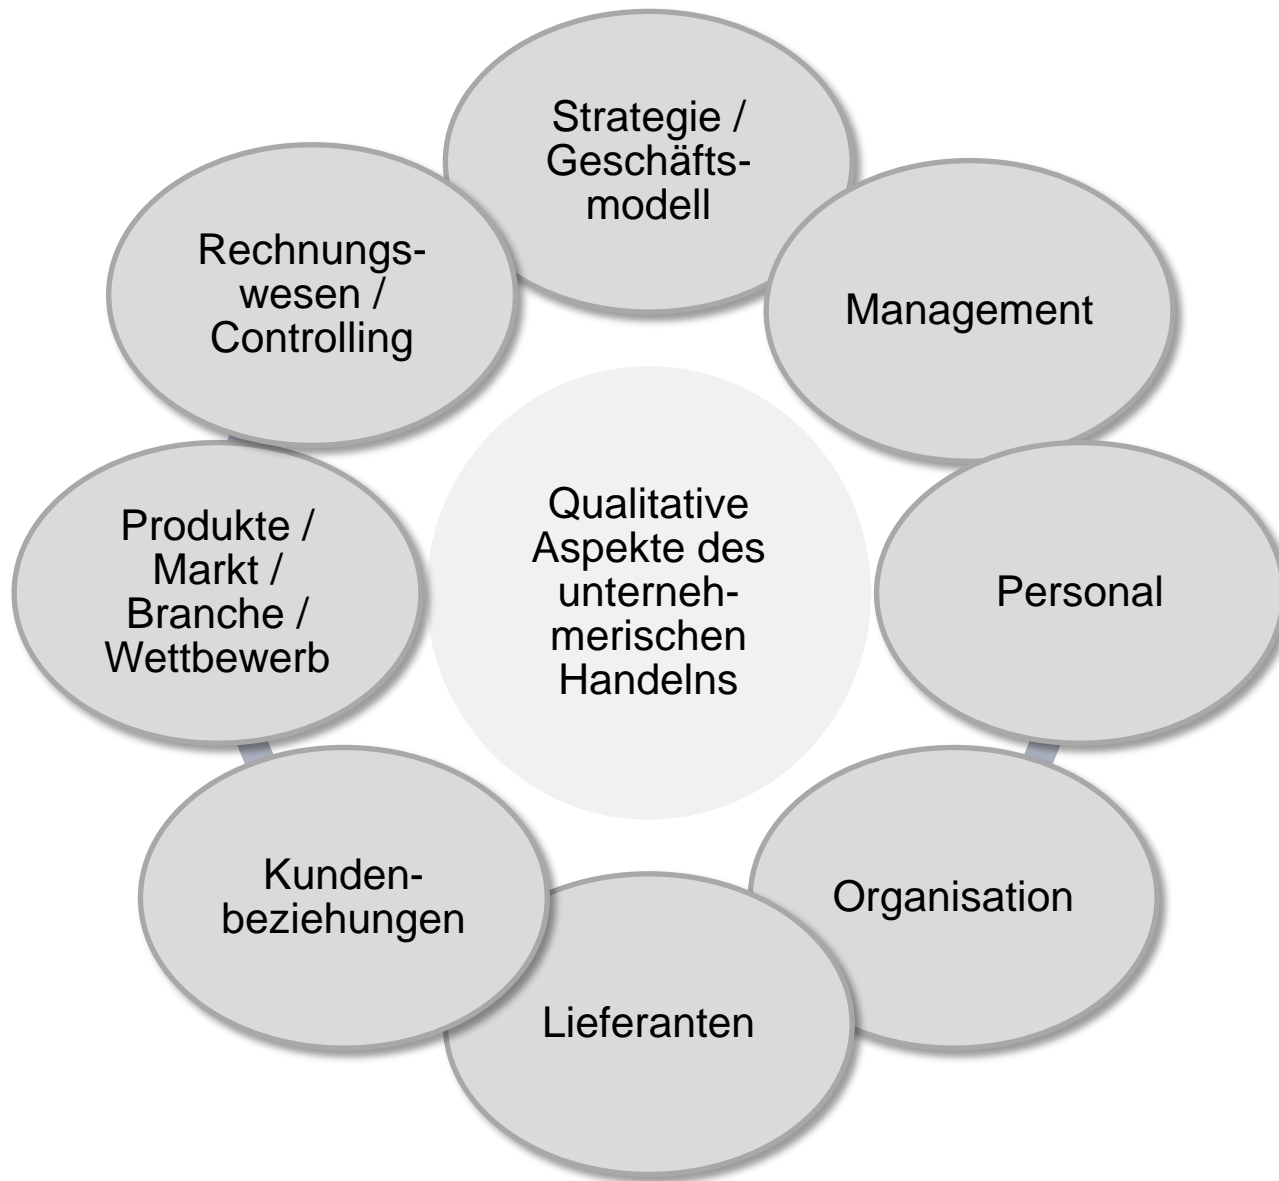 Strategie /
Geschäfts-
modell
Management
Personal
Organisation
Lieferanten
Kunden-
beziehungen
Produkte /
Markt /
Branche /
Wettbewerb
Rechnungs-
wesen /
Controlling
Qualitative
Aspekte des
unterneh-
merischen
Handelns